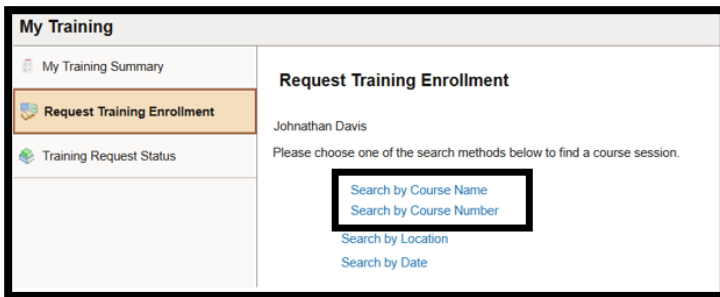 My Training
My Training Summary
Request Training Enrollment
Training Request Status
Request Training Enrollment
Johnathan Davis
Please choose one of the search methods below to find a course session.
Search by Course Name
Search by Course Number
Search by Location
Search by Date